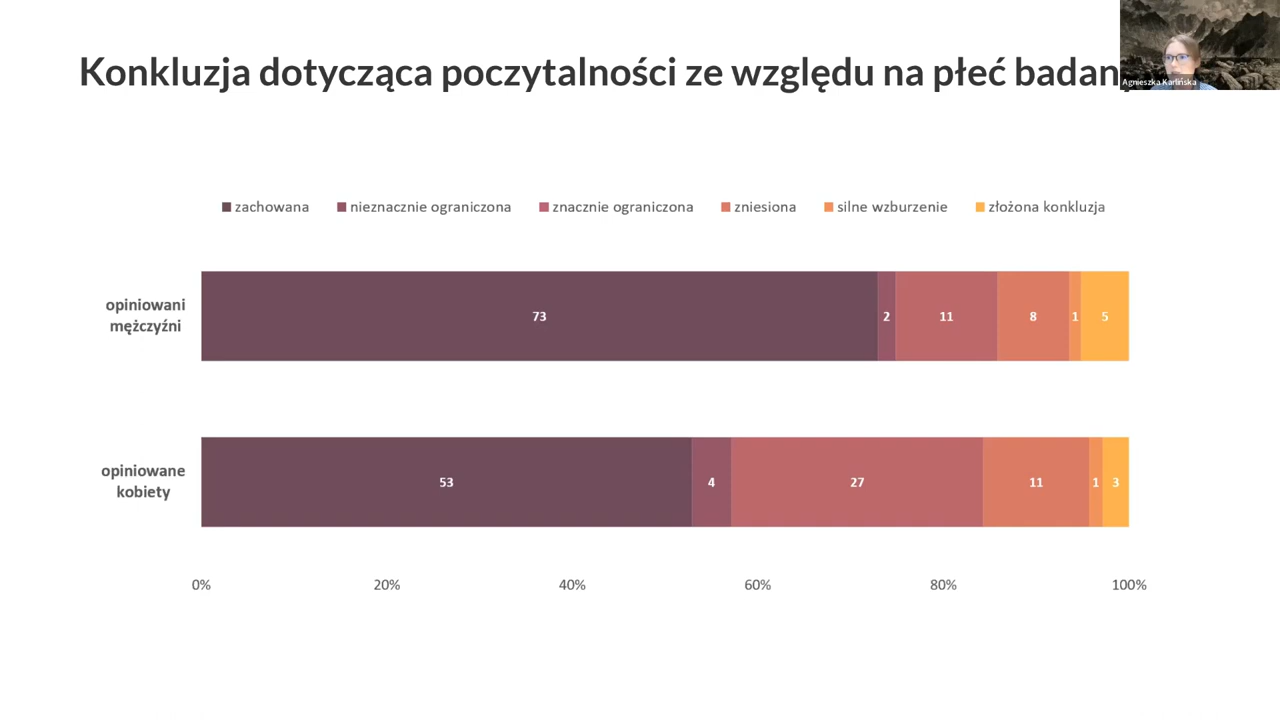 Konkluzja dotycząca poczytalności ze względu na płeć
Agnieszka Karlińska
zachowana nieznacznie ograniczona znacznie ograniczona zniesiona silne wzburzenie złożona konkluzja
opiniowani
mężczyźni
73 2 11 8 1 5
opiniowane
kobiety
53 4 27 11 1 3
0% 20% 40% 60% 80% 100%